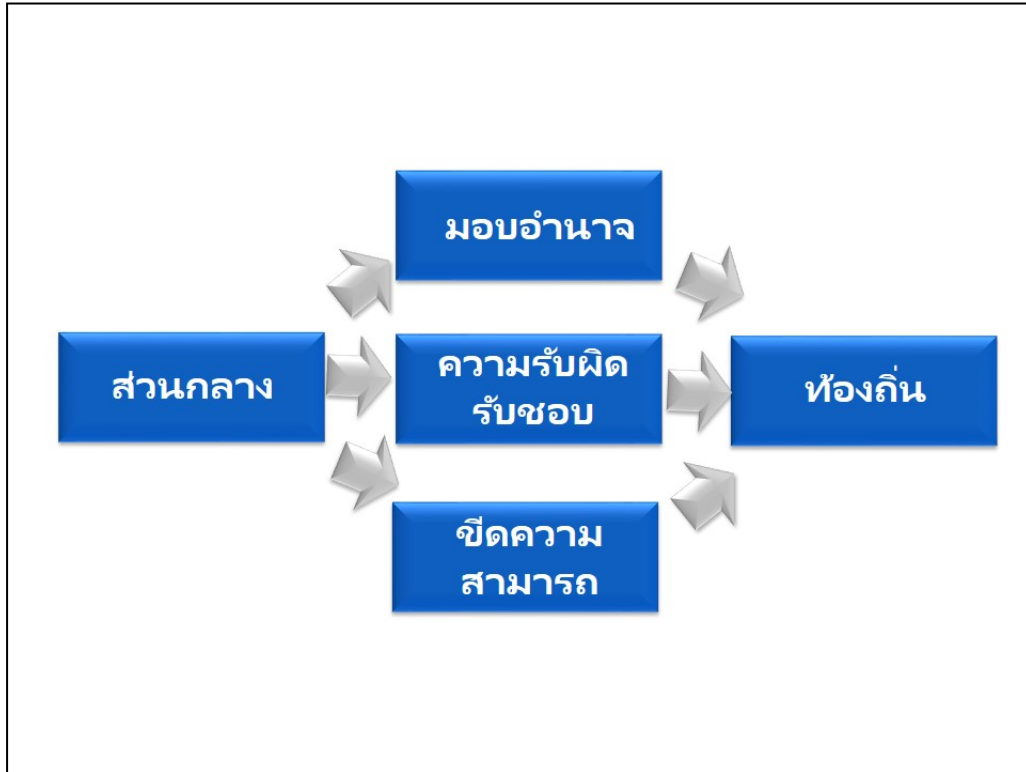 มอบอำนาจ
ส่วนกลาง
ความรับผิด
รับชอบ
ท้องถิ่น
ขีดความ
สามารถ